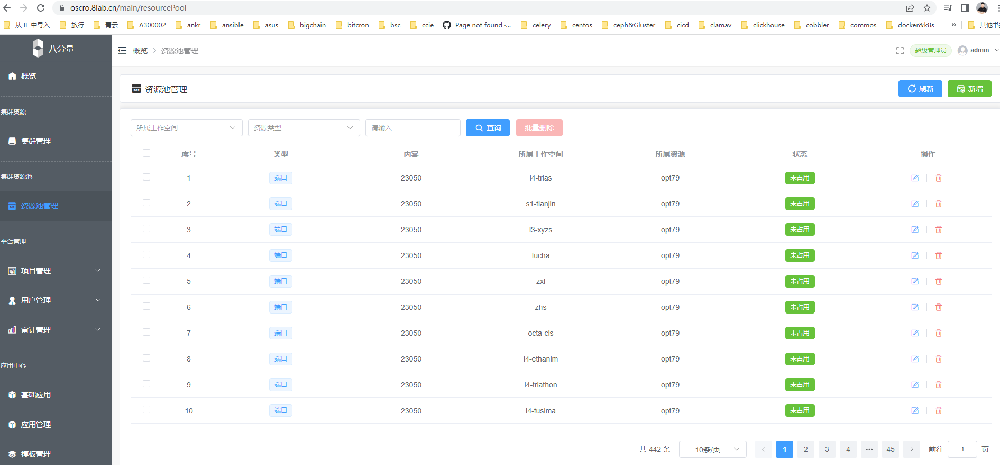 oscro.8lab.cn/main/resourcePool
从 IE 中导入 旅行 青云 A300002 ankr ansible asus bigchain bitcron bsc ccie Page not found ·... celery centos ceph&Gluster cicd clamav clickhouse cobbler commos docker&k8s » 其他书
八分量
概览 > 资源池管理
超级管理员 admin
概览
集群资源
集群管理
集群资源池
资源池管理
平台管理
项目管理
用户管理
审计管理
应用中心
基础应用
应用管理
模板管理
资源池管理 刷新 新增
所属工作空间 资源类型 请输入 查询 批量删除
序号 类型 内容 所属工作空间 所属资源 状态 操作
1 端口 23050 l4-trias opt79 未占用
2 端口 23050 s1-tianjin opt79 未占用
3 端口 23050 l3-xyzs opt79 未占用
4 端口 23050 fucha opt79 未占用
5 端口 23050 zxl opt79 未占用
6 端口 23050 zhs opt79 未占用
7 端口 23050 octa-cis opt79 未占用
8 端口 23050 l4-ethanim opt79 未占用
9 端口 23050 l4-triathon opt79 未占用
10 端口 23050 l4-tusima opt79 未占用
共 442 条 10条/页 < 1 2 3 4 ••• 45 > 前往 1 页